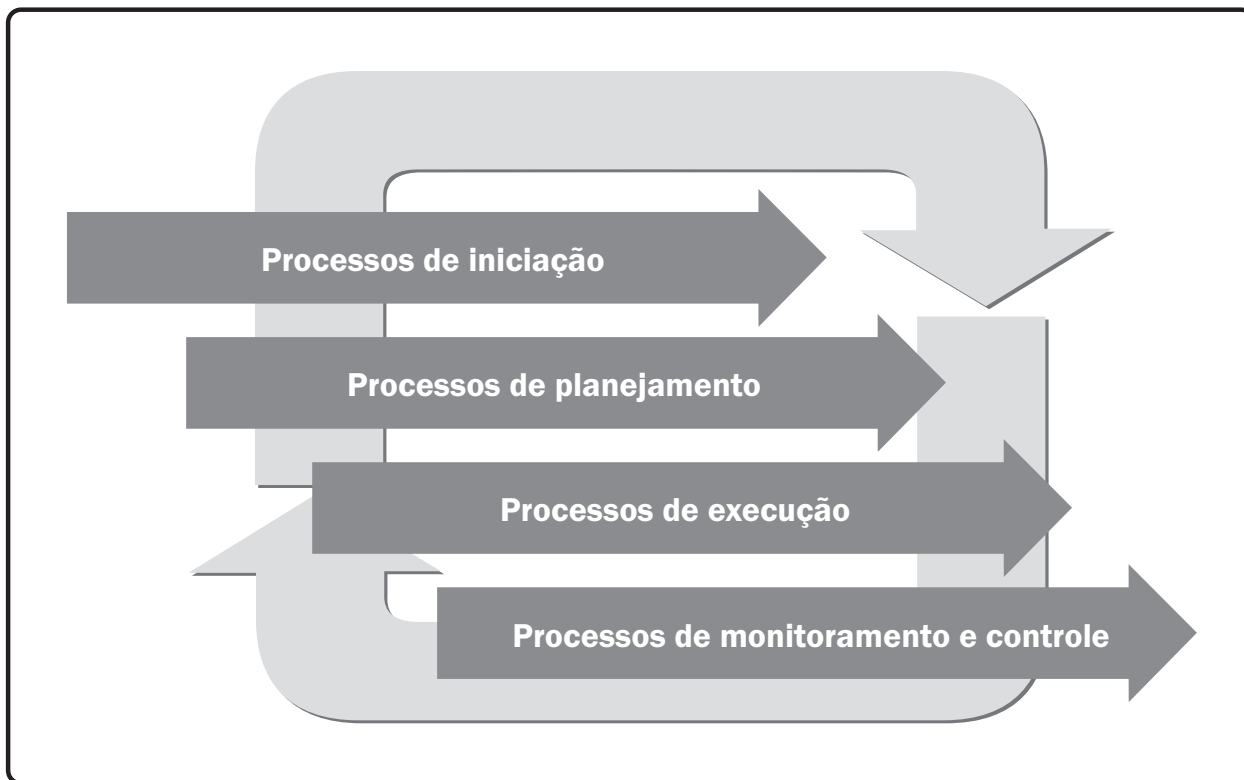 Processos de iniciação
Processos de planejamento
Processos de execução
Processos de monitoramento e controle